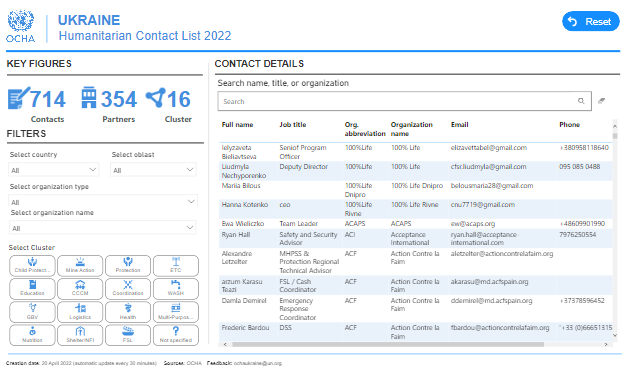 OCHA
UKRAINE
Humanitarian Contact List 2022
Reset
KEY FIGURES
714 354 16
Contacts Partners Cluster
FILTERS
Select country Select oblast
All All
Select organization type
All
Select organization name
All
Select Cluster
Child Protect... Mine Action Protection ETC
Education CCCM Coordination WASH
GBV Logistics Health Multi-Purpos...
Nutrition Shelter/NFI FSL Not specified
CONTACT DETAILS
Search name, title, or organization
Search
Full name Job title Org. abbreviation Organization name Email Phone
Ielyzaveta Bieliavtseva Seniof Program Officer 100%Life 100% Life elizavettabel@gmail.com +380958118640
Liudmyla Nechyporenko Deputy Director 100%Life 100% Life cfsr.liudmyla@gmail.com 095 085 0488
Mariia Bilous 100%Life Dnipro 100% Life Dnipro belousmaria28@gmail.com
Hanna Kotenko ceo 100%Life Rivne 100% Life Rivne cnu7719@gmail.com
Ewa Wieliczko Team Leader ACAPS ACAPS ew@acaps.org +48609901990
Ryan Hall Safety and Security Advisor ACI Acceptance International ryan.hall@acceptance-international.com 7976250554
Alexandre Letzelter MHPSS & Protection Regional Technical Advisor ACF Action Contre la Faim aletzelter@actioncontrelafaim.org
arzum Karasu Teazi FSL / Cash Coordinator ACF Action Contre la Faim akarasu@md.acfspain.org
Damla Demirel Emergency Response Coordinator ACF Action Contre la Faim ddemirel@md.acfspain.org +37378596452
Frederic Bardou DSS ACF Action Contre la Faim fbardou@actioncontrelafaim.org "+33 (0)66651315
Creation date: 20 April 2022 (automatic update every 30 minutes) Sources: OCHA Feedback: ochaukraine@un.org